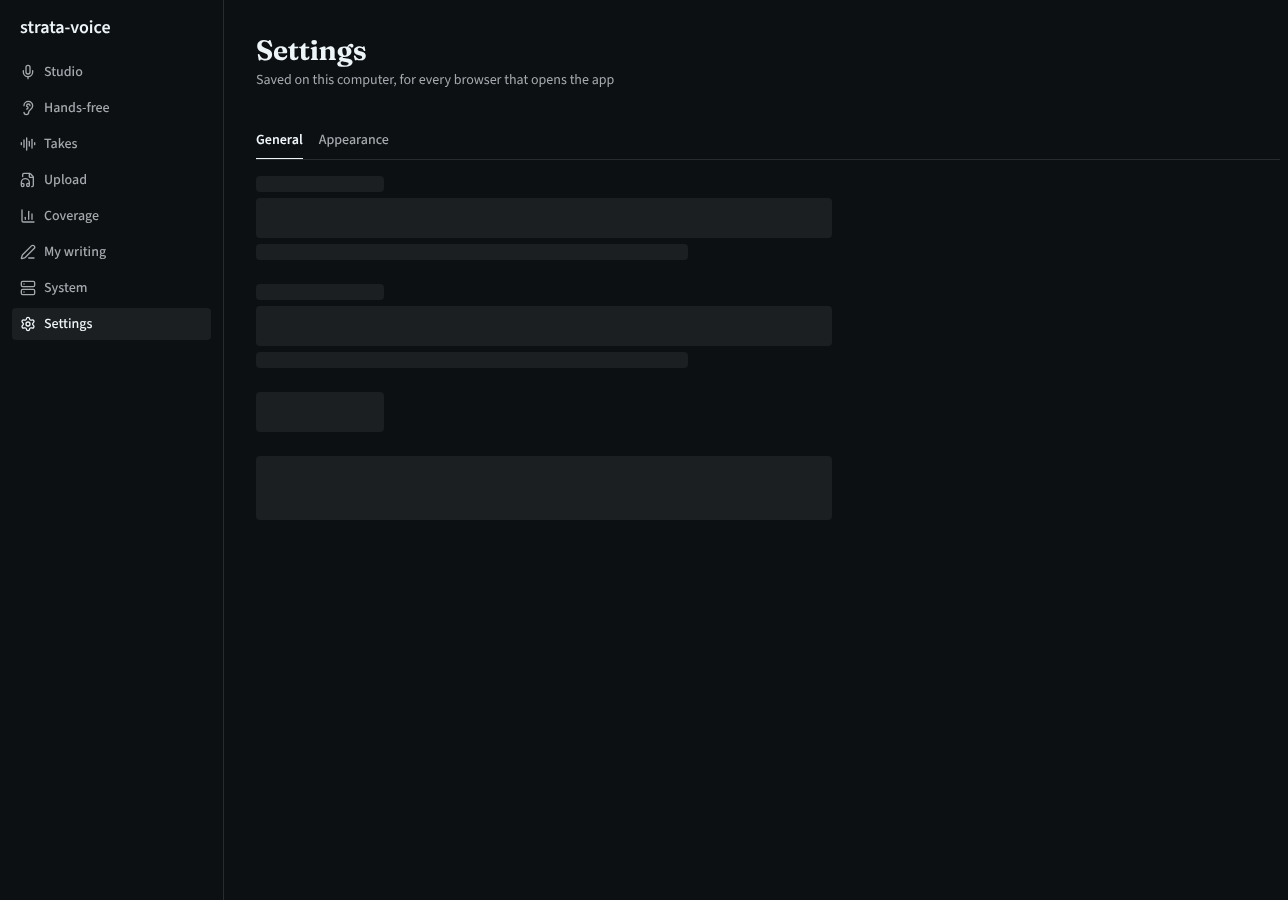 strata-voice
Studio
Hands-free
Takes
Upload
Coverage
My writing
System
Settings
Settings
Saved on this computer, for every browser that opens the app
General
Appearance